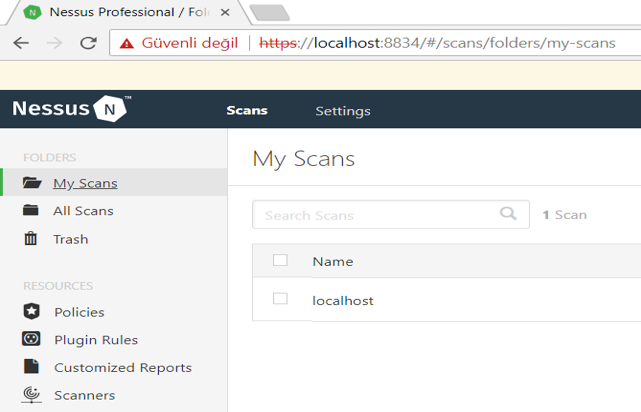 Nessus Professional / Fol
Güvenli değil https://localhost:8834/#/scans/folders/my-scans
Nessus N ™ Scans Settings
FOLDERS
My Scans
All Scans
Trash
RESOURCES
Policies
Plugin Rules
Customized Reports
Scanners
My Scans
Search Scans 1 Scan
Name
localhost